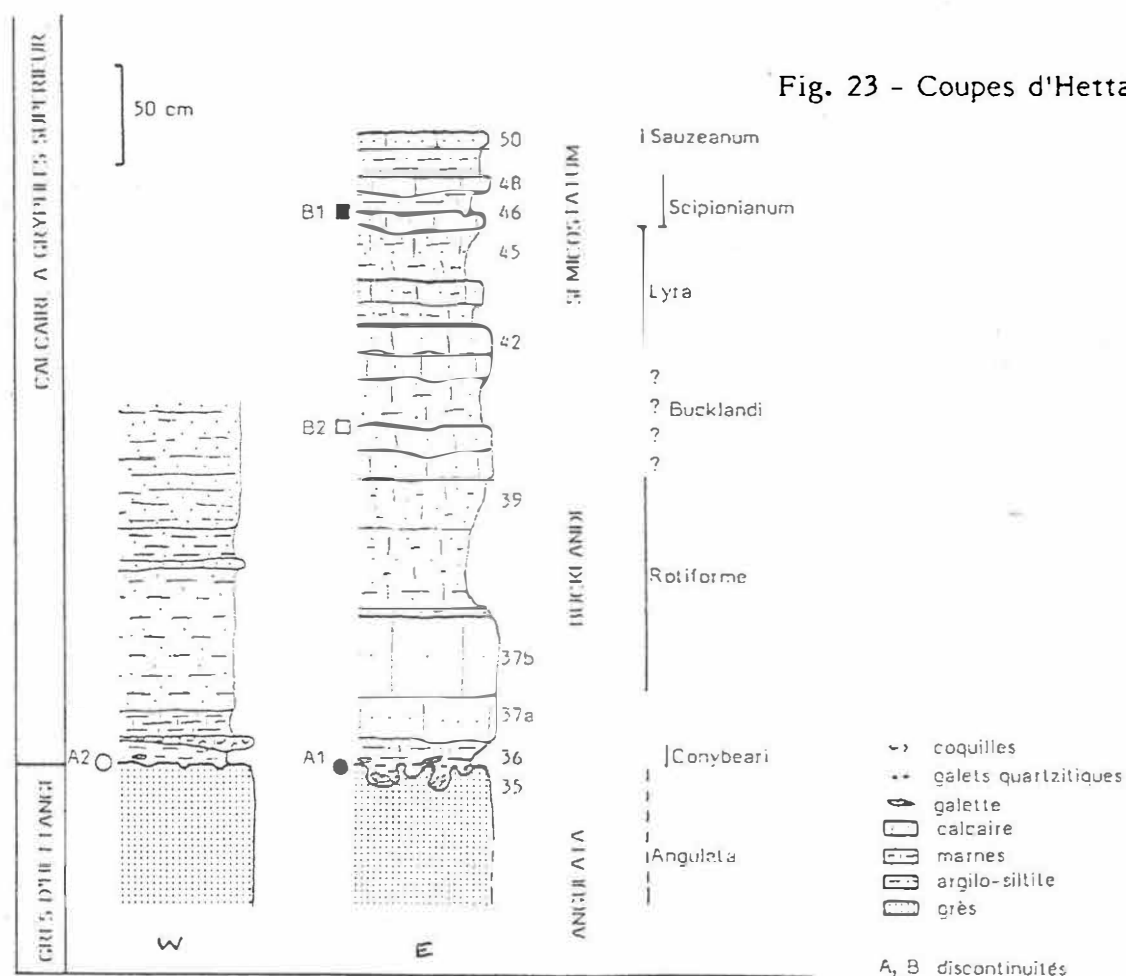 Fig. 23 - Coupes d'Hetta
CALCAIRE A GRYPHEES SUPERIEUR
GRES D'HETTANGE
50 cm
A2
W
B1
B2
A1
50
48
46
45
42
39
37b
37a
36
35
E
SEMICOSTATUM
BUCKLANDI
ANGULATA
Sauzeanum
Scipionianum
Lyra
?
? Bucklandi
?
?
Rotiforme
Conybeari
Angulata
coquilles
galets quartzitiques
galette
calcaire
marnes
argilo-siltite
grès
A, B discontinuités